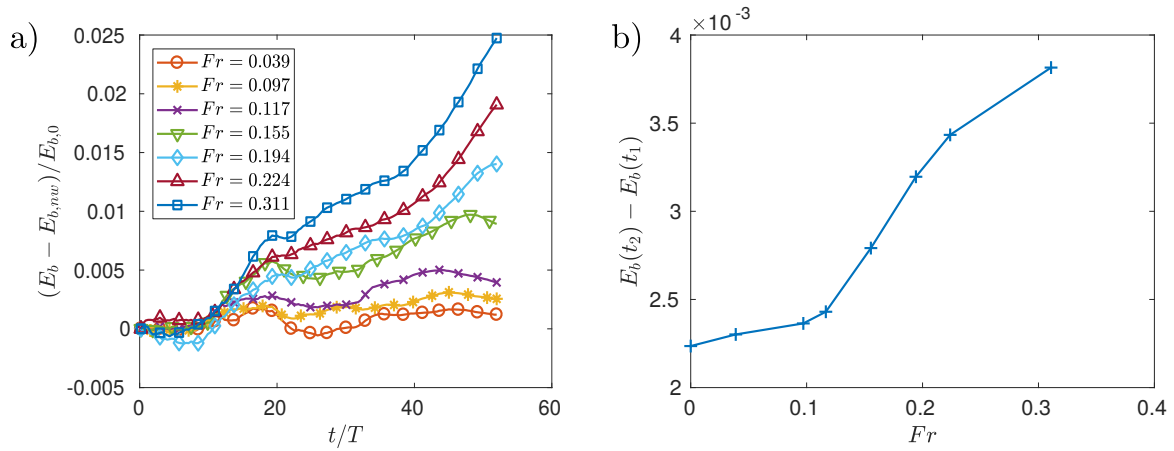 a)
0.025
0.02
0.015
0.01
0.005
0
-0.005
(E_b − E_{b,nw})/E_{b,0}
Fr = 0.039
Fr = 0.097
Fr = 0.117
Fr = 0.155
Fr = 0.194
Fr = 0.224
Fr = 0.311
0 20 40 60
t/T
b)
×10^{-3}
4
3.5
3
2.5
2
E_b(t_2) − E_b(t_1)
0 0.1 0.2 0.3 0.4
Fr